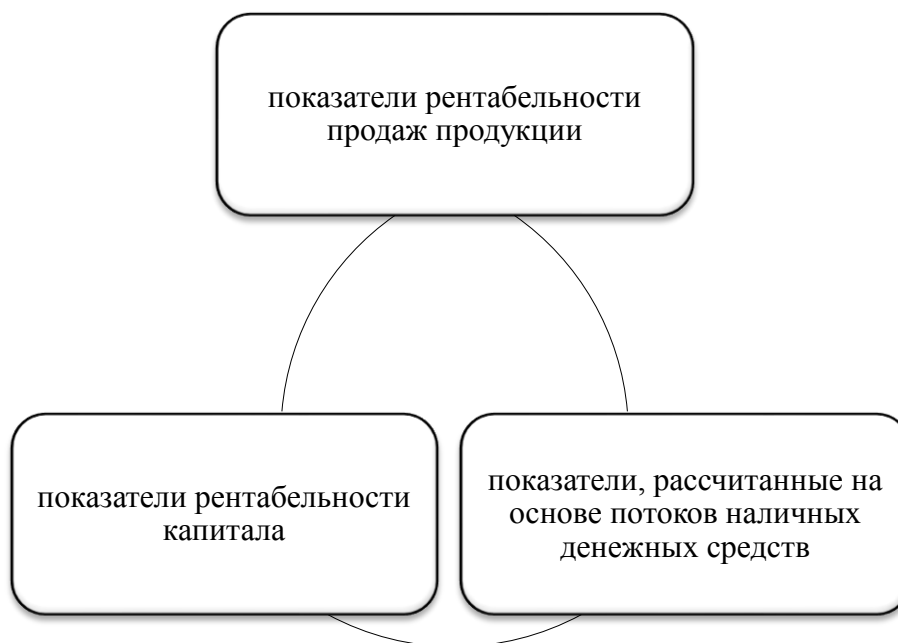 показатели рентабельности
продаж продукции
показатели рентабельности
капитала
показатели, рассчитанные на
основе потоков наличных
денежных средств